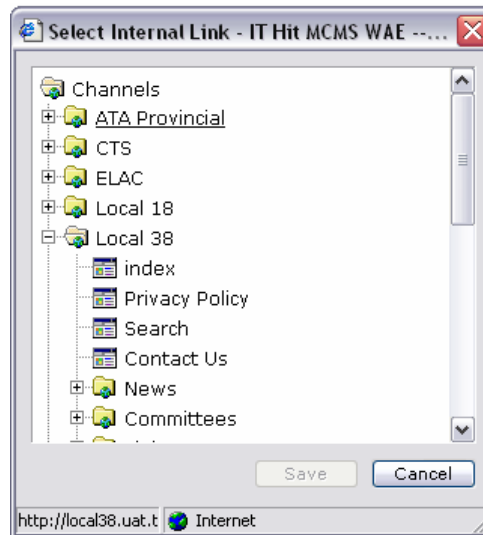 Select Internal Link - IT Hit MCMS WAE --...
Channels
ATA Provincial
CTS
ELAC
Local 18
Local 38
index
Privacy Policy
Search
Contact Us
News
Committees
Save
Cancel
http://local38.uat.t
Internet